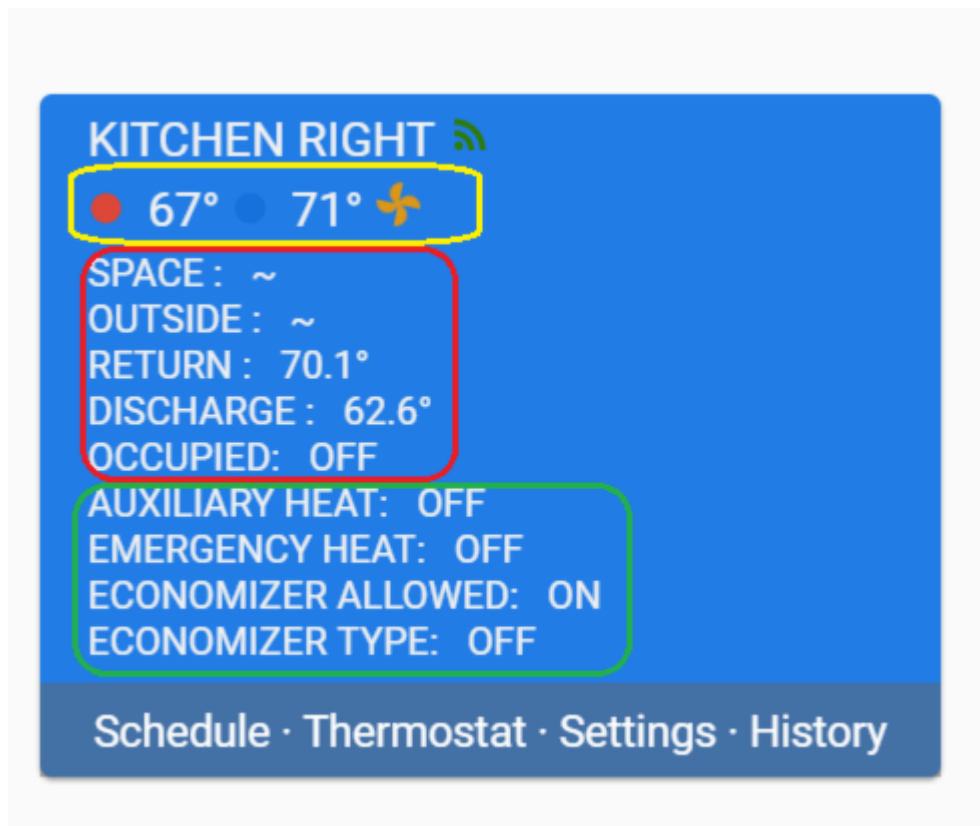 KITCHEN RIGHT
67° 71°
SPACE : ~
OUTSIDE : ~
RETURN : 70.1°
DISCHARGE : 62.6°
OCCUPIED: OFF
AUXILIARY HEAT: OFF
EMERGENCY HEAT: OFF
ECONOMIZER ALLOWED: ON
ECONOMIZER TYPE: OFF
Schedule · Thermostat · Settings · History